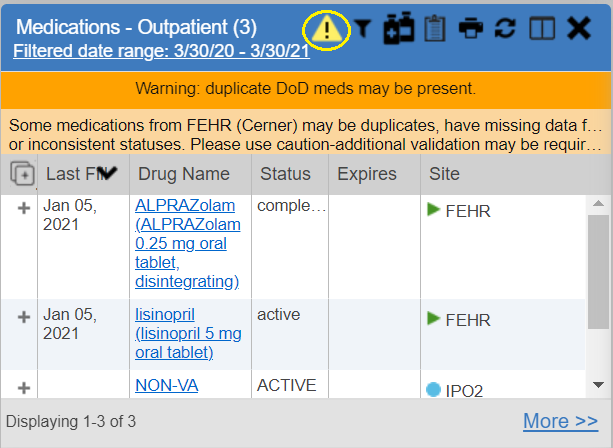 Medications - Outpatient (3)
Filtered date range: 3/30/20 - 3/30/21
Warning: duplicate DoD meds may be present.
Some medications from FEHR (Cerner) may be duplicates, have missing data f...
or inconsistent statuses. Please use caution-additional validation may be requir...
Last Drug Name Status Expires Site
Jan 05, 2021
ALPRAZolam
(ALPRAZolam
0.25 mg oral
tablet,
disintegrating)
comple...
FEHR
Jan 05, 2021
lisinopril
(lisinopril 5 mg
oral tablet)
active
FEHR
NON-VA
ACTIVE
IPO2
Displaying 1-3 of 3
More >>